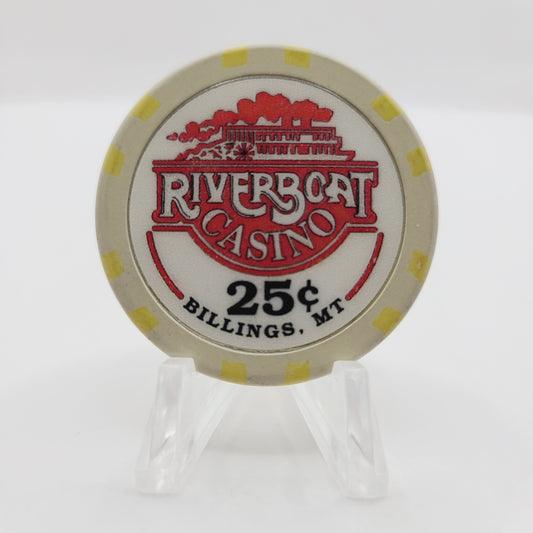 RIVERBOAT
CASINO
25¢
BILLINGS, MT